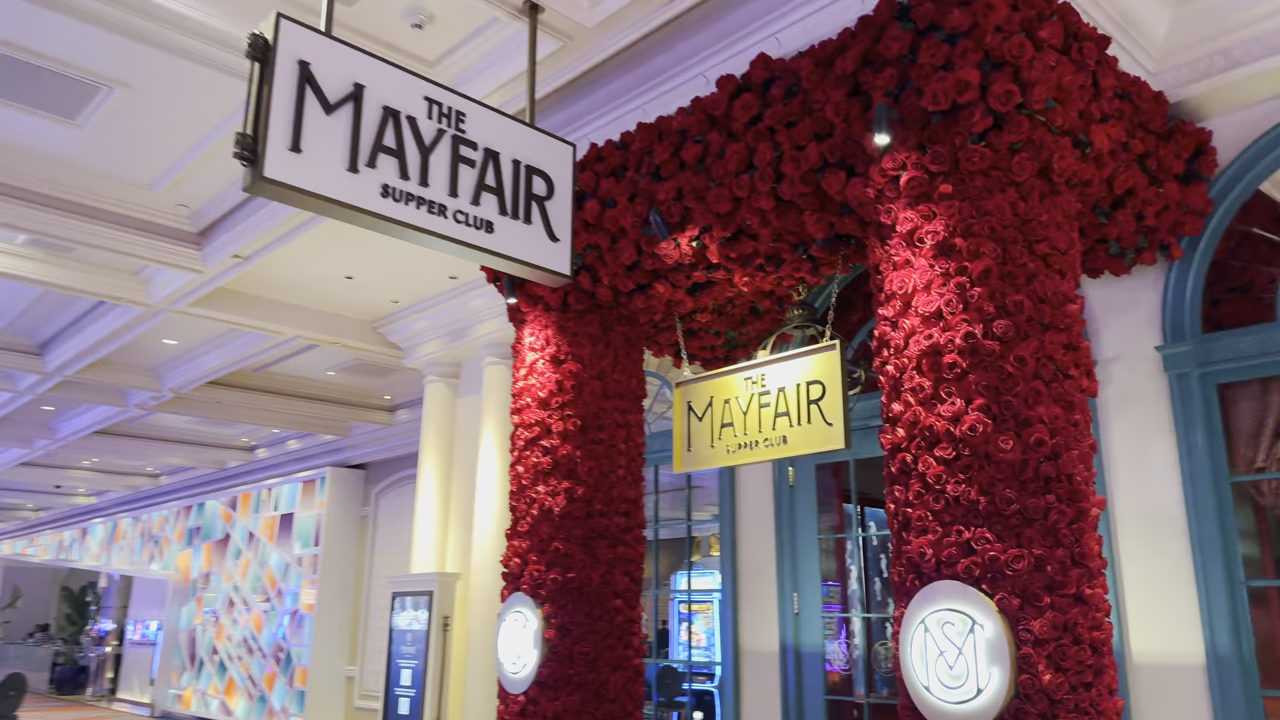 THE
MAYFAIR
SUPPER CLUB
THE
MAYFAIR
SUPPER CLUB